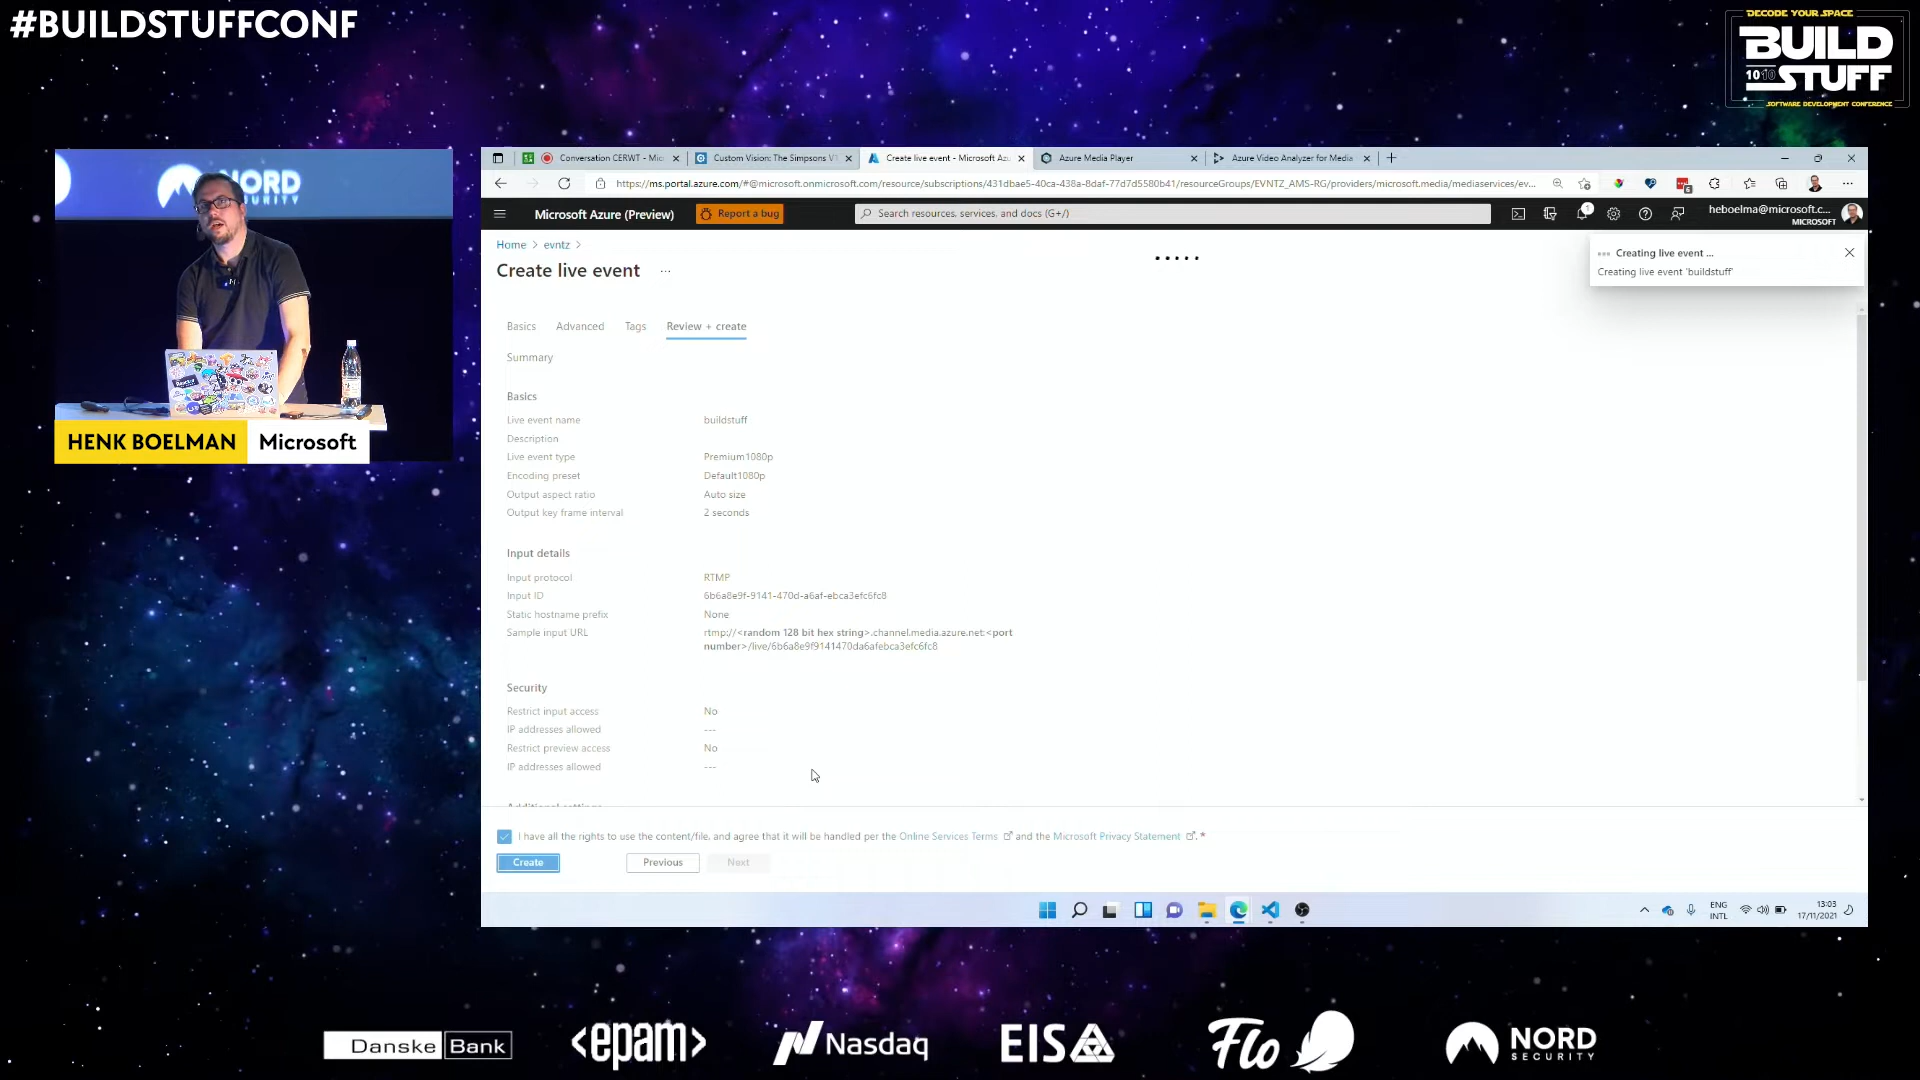 #BUILDSTUFFCONF
DECODE YOUR SPACE
BUILD
STUFF
SOFTWARE DEVELOPMENT CONFERENCE
NORD
HENK BOELMAN
Microsoft
Conversation CERWT - Mic
Custom Vision: The Simpsons V1
Create live event - Microsoft Azu
Azure Media Player
Azure Video Analyzer for Media
https://ms.portal.azure.com/#@microsoft.onmicrosoft.com/resource/subscriptions/431dbae5-40ca-438a-8daf-77d7d5580b41/resourceGroups/EVNTZ_AMS-RG/providers/microsoft.media/mediaservices/ev...
Microsoft Azure (Preview)
Report a bug
Search resources, services, and docs (G+/)
1
heboelma@microsoft.c...
MICROSOFT
Home > evntz >
Create live event ...
Creating live event ...
Creating live event 'buildstuff'
Basics Advanced Tags Review + create
Summary
Basics
Live event name buildstuff
Description
Live event type Premium1080p
Encoding preset Default1080p
Output aspect ratio Auto size
Output key frame interval 2 seconds
Input details
Input protocol RTMP
Input ID 6b6a8e9f-9141-470d-a6af-ebca3efc6fc8
Static hostname prefix None
Sample input URL rtmp://<random 128 bit hex string>.channel.media.azure.net:<port
number>/live/6b6a8e9f9141470da6afebca3efc6fc8
Security
Restrict input access No
IP addresses allowed ---
Restrict preview access No
IP addresses allowed ---
Additional settings
I have all the rights to use the content/file, and agree that it will be handled per the Online Services Terms and the Microsoft Privacy Statement . *
Create Previous Next
ENG
INTL
13:03
17/11/2021
Danske Bank
<epam>
Nasdaq
EIS
Flo
NORD
SECURITY